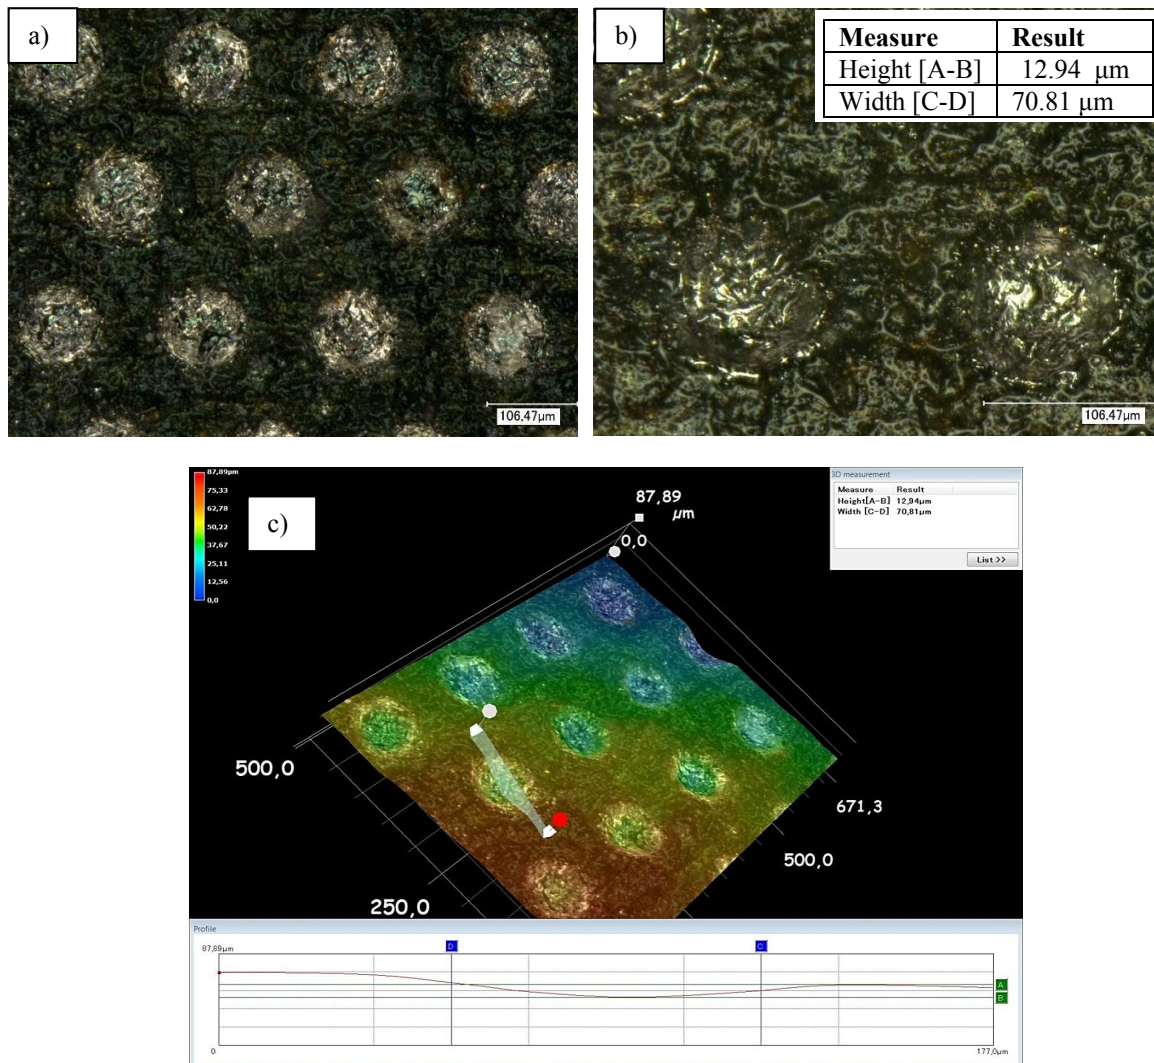 a)
b)
Measure Result
Height [A-B] 12.94 μm
Width [C-D] 70.81 μm
106,47μm
106,47μm
87,89μm
75,33
62,78
50,22
37,67
25,11
12,56
0,0
c)
87,89
μm
0,0
3D measurement
Measure Result
Height[A-B] 12,94μm
Width [C-D] 70,81μm
List >>
500,0
671,3
500,0
250,0
Profile
87,89μm
D
C
A
B
0
177,0μm